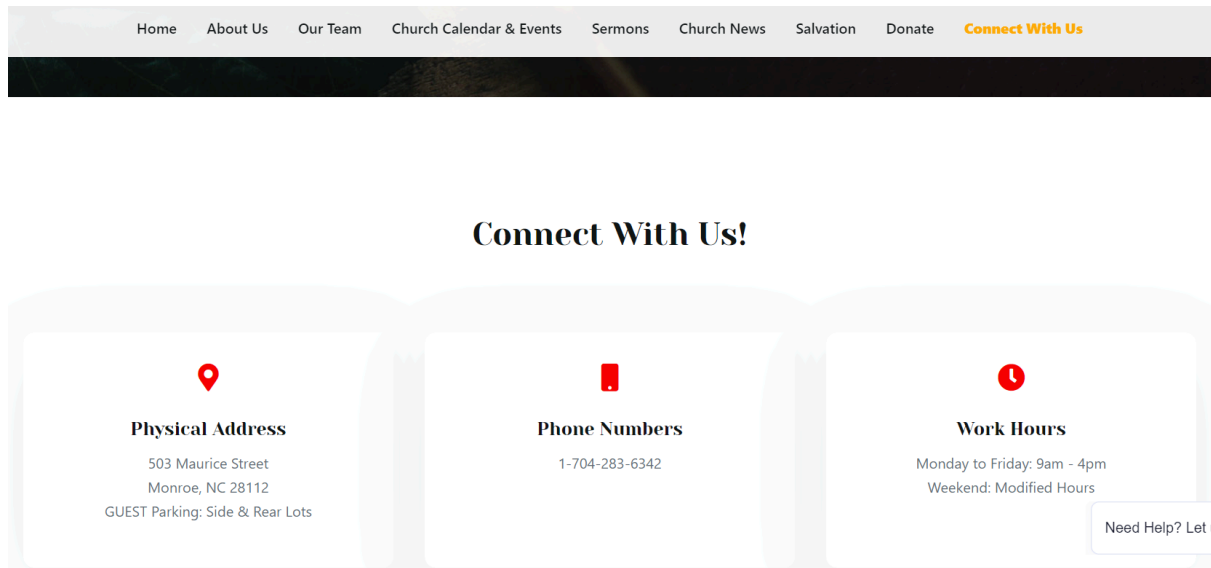 Home About Us Our Team Church Calendar & Events Sermons Church News Salvation Donate Connect With Us
Connect With Us!
Physical Address
503 Maurice Street
Monroe, NC 28112
GUEST Parking: Side & Rear Lots
Phone Numbers
1-704-283-6342
Work Hours
Monday to Friday: 9am - 4pm
Weekend: Modified Hours
Need Help? Let